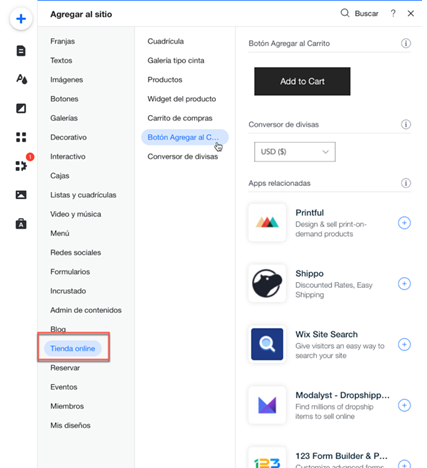 Agregar al sitio
Buscar
?
Franjas
Textos
Imágenes
Botones
Galerías
Decorativo
Interactivo
Cajas
Listas y cuadrículas
Video y música
Menú
Redes sociales
Formularios
Incrustado
Admin de contenidos
Blog
Tienda online
Reservar
Eventos
Miembros
Mis diseños
1
A
Cuadrícula
Galería tipo cinta
Productos
Widget del producto
Carrito de compras
Botón Agregar al C...
Conversor de divisas
Botón Agregar al Carrito
Add to Cart
Conversor de divisas
USD ($)
Apps relacionadas
Printful
Design & sell print-on-
demand products
Shippo
Discounted Rates, Easy
Shipping
Wix Site Search
Give visitors an easy way to
search your site
Modalyst - Dropshipp...
Find millions of dropship
items to sell online
123
123 Form Builder & P...
Customize advanced forms